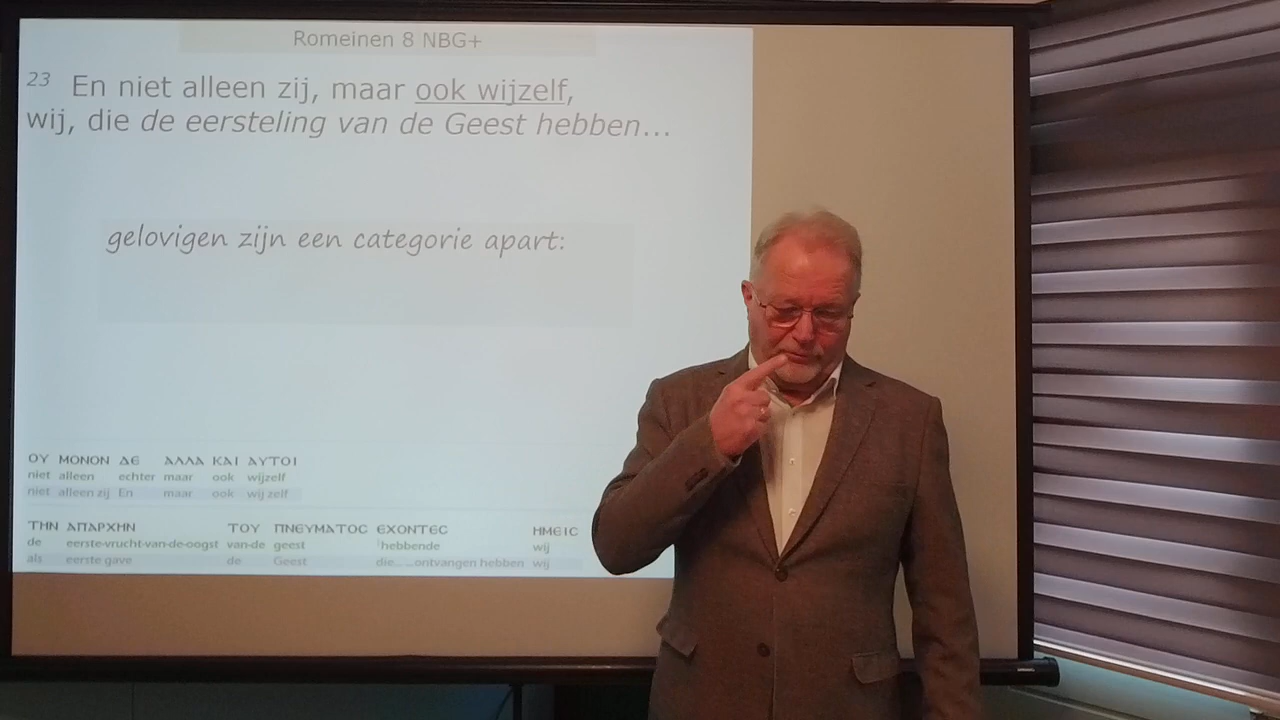 Romeinen 8 NBG+
23 En niet alleen zij, maar ook wijzelf,
wij, die de eersteling van de Geest hebben...
gelovigen zijn een categorie apart:
ΟΥ ΜΟΝΟΝ ΔΕ ΑΛΛΑ ΚΑΙ ΑΥΤΟΙ
niet alleen echter maar ook wijzelf
niet alleen zij En maar ook wij zelf
ΤΗΝ ΑΠΑΡΧΗΝ ΤΟΥ ΠΝΕΥΜΑΤΟϹ ΕΧΟΝΤΕϹ ΗΜΕΙϹ
de eerste-vrucht-van-de-oogst van-de geest hebbende wij
als eerste gave de Geest die......ontvangen hebben wij